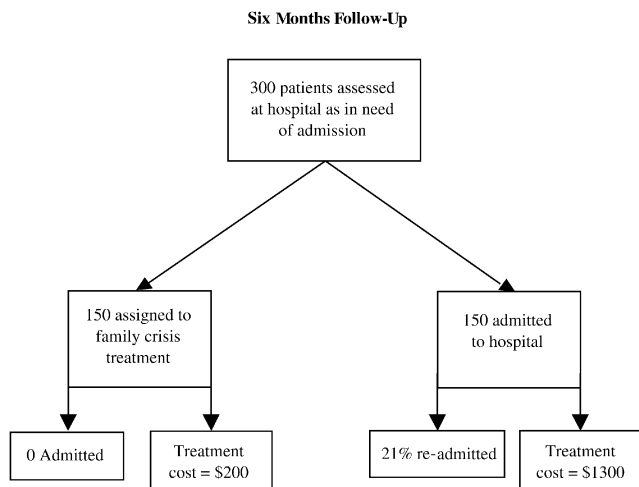 Six Months Follow-Up
300 patients assessed
at hospital as in need
of admission
150 assigned to
family crisis
treatment
150 admitted
to hospital
0 Admitted
Treatment
cost = $200
21% re-admitted
Treatment
cost = $1300